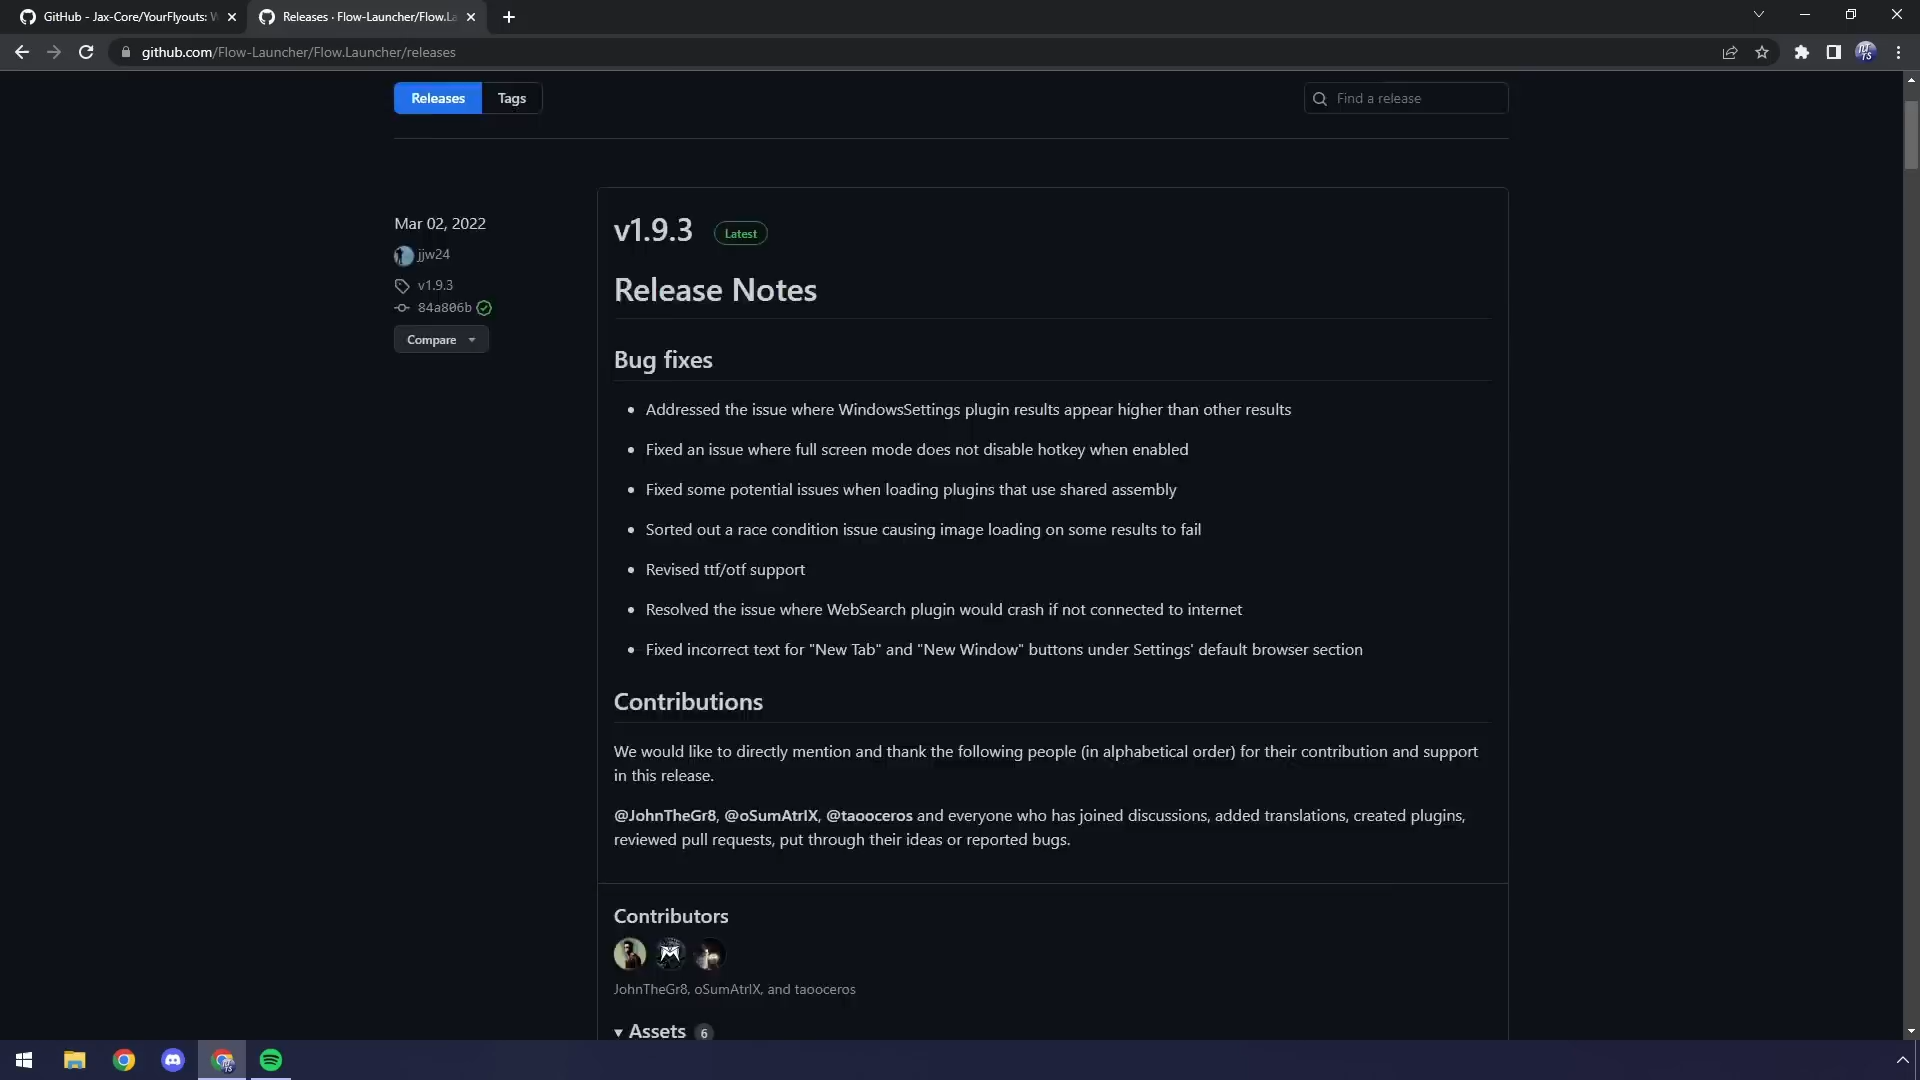 GitHub - Jax-Core/YourFlyouts: W
Releases · Flow-Launcher/Flow.La
github.com/Flow-Launcher/Flow.Launcher/releases
Releases
Tags
Find a release
Mar 02, 2022
jjw24
v1.9.3
84a806b
Compare
v1.9.3
Latest
Release Notes
Bug fixes
Addressed the issue where WindowsSettings plugin results appear higher than other results
Fixed an issue where full screen mode does not disable hotkey when enabled
Fixed some potential issues when loading plugins that use shared assembly
Sorted out a race condition issue causing image loading on some results to fail
Revised ttf/otf support
Resolved the issue where WebSearch plugin would crash if not connected to internet
Fixed incorrect text for "New Tab" and "New Window" buttons under Settings' default browser section
Contributions
We would like to directly mention and thank the following people (in alphabetical order) for their contribution and support
in this release.
@JohnTheGr8, @oSumAtrIX, @taooceros and everyone who has joined discussions, added translations, created plugins,
reviewed pull requests, put through their ideas or reported bugs.
Contributors
JohnTheGr8, oSumAtrIX, and taooceros
Assets 6